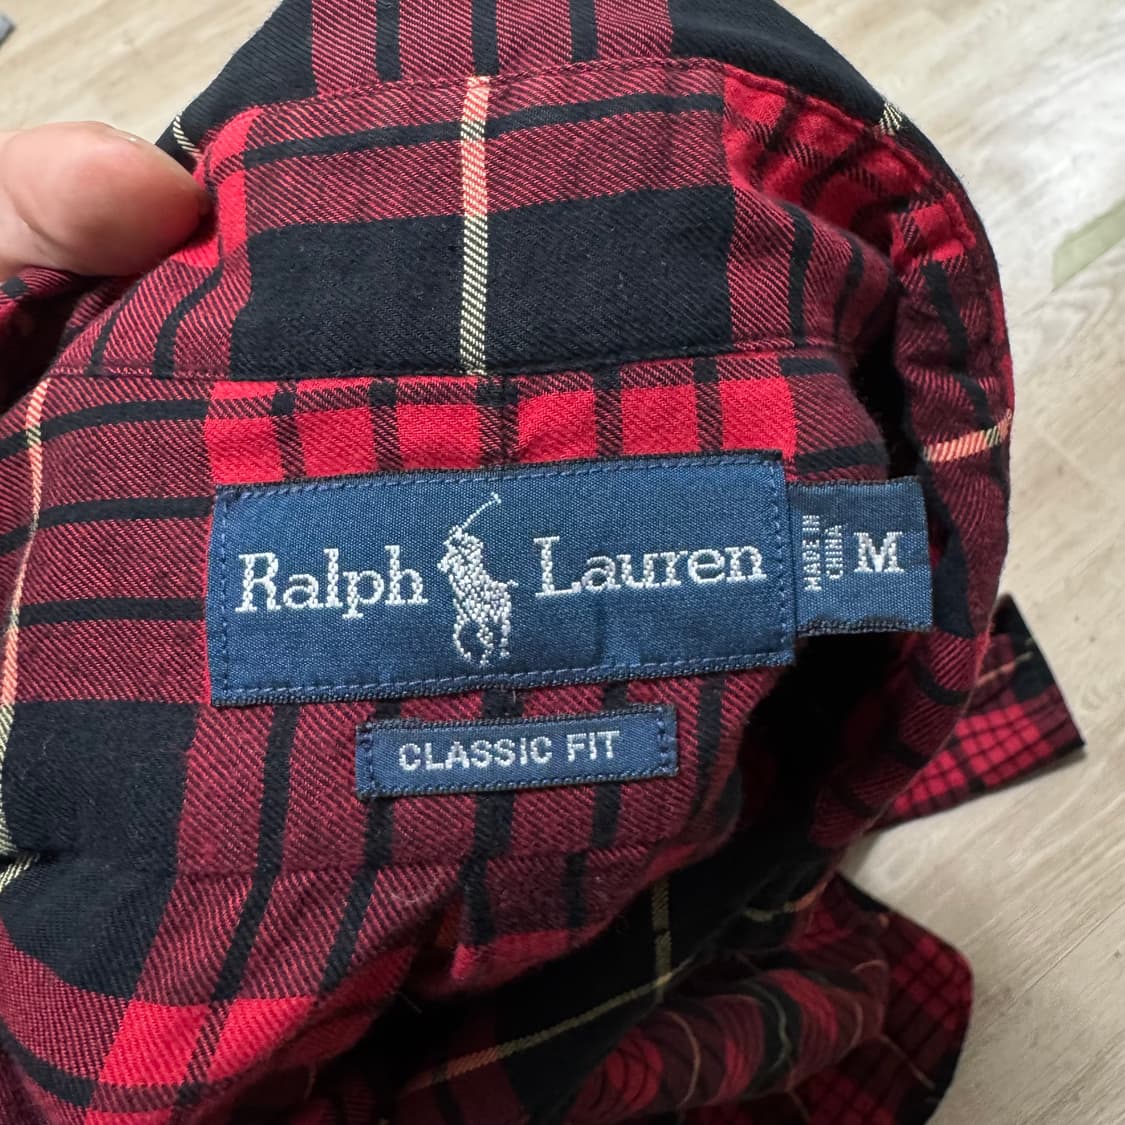 Ralph Lauren
MADE IN
CHINA
M
CLASSIC FIT